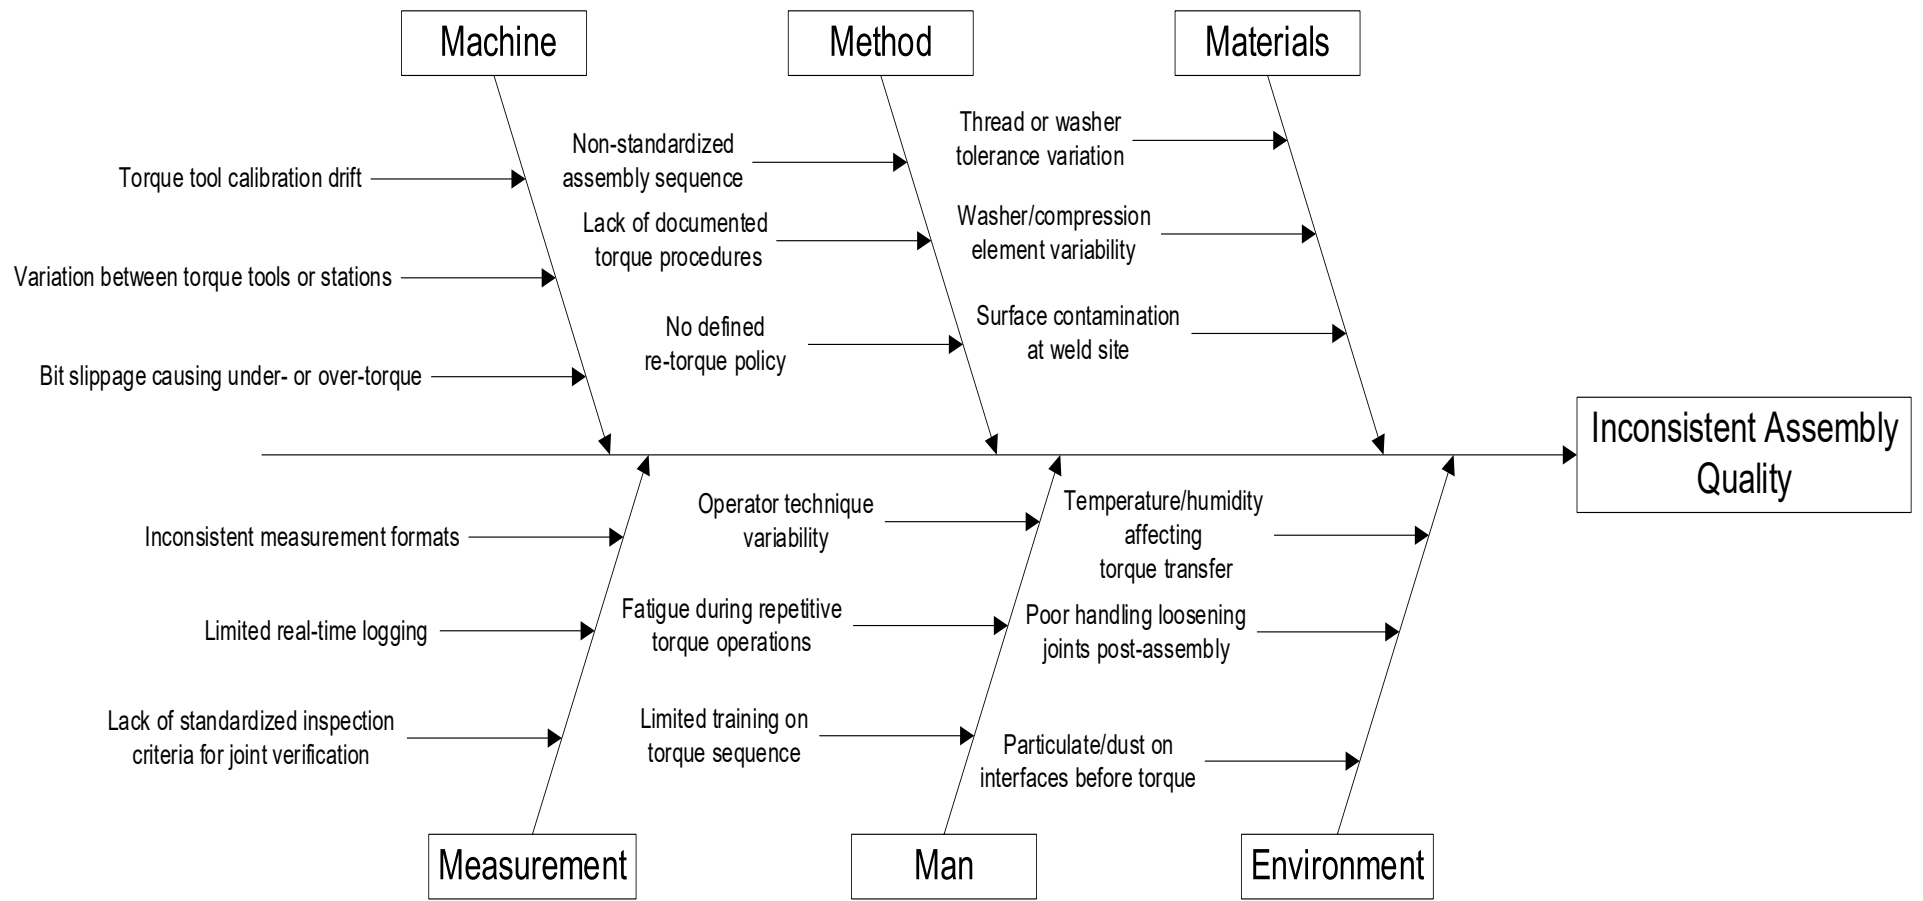 Machine
Method
Materials
Torque tool calibration drift
Variation between torque tools or stations
Bit slippage causing under- or over-torque
Non-standardized
assembly sequence
Lack of documented
torque procedures
No defined
re-torque policy
Thread or washer
tolerance variation
Washer/compression
element variability
Surface contamination
at weld site
Inconsistent Assembly
Quality
Inconsistent measurement formats
Limited real-time logging
Lack of standardized inspection
criteria for joint verification
Operator technique
variability
Fatigue during repetitive
torque operations
Limited training on
torque sequence
Temperature/humidity
affecting
torque transfer
Poor handling loosening
joints post-assembly
Particulate/dust on
interfaces before torque
Measurement
Man
Environment